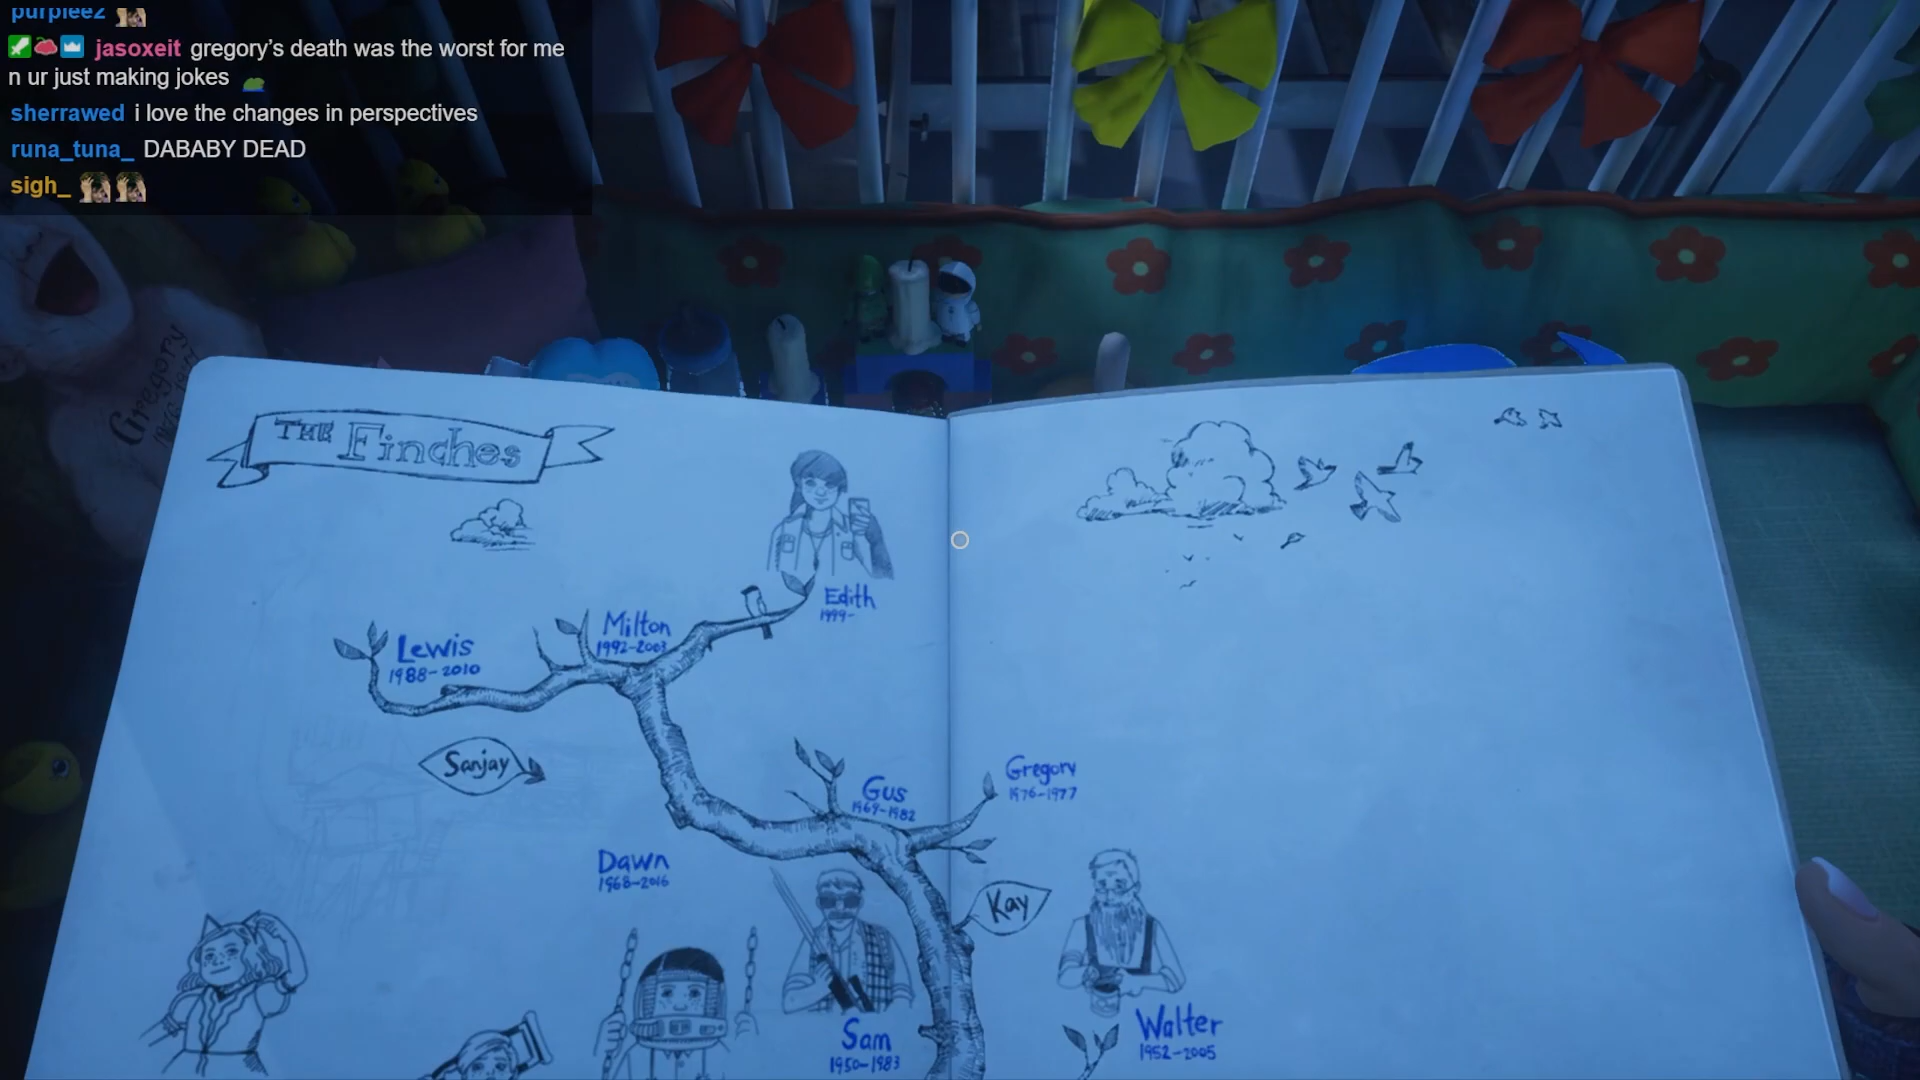 purplee2
jasoxeit gregory’s death was the worst for me
n ur just making jokes
sherrawed i love the changes in perspectives
runa_tuna_ DABABY DEAD
sigh_
Gregory
THE Finches
Edith
1999-
Milton
1992-2003
Lewis
1988-2010
Sanjay
Gregory
1976-1977
Gus
1969-1982
Dawn
1968-2016
Kay
Sam
1950-1983
Walter
1952-2005